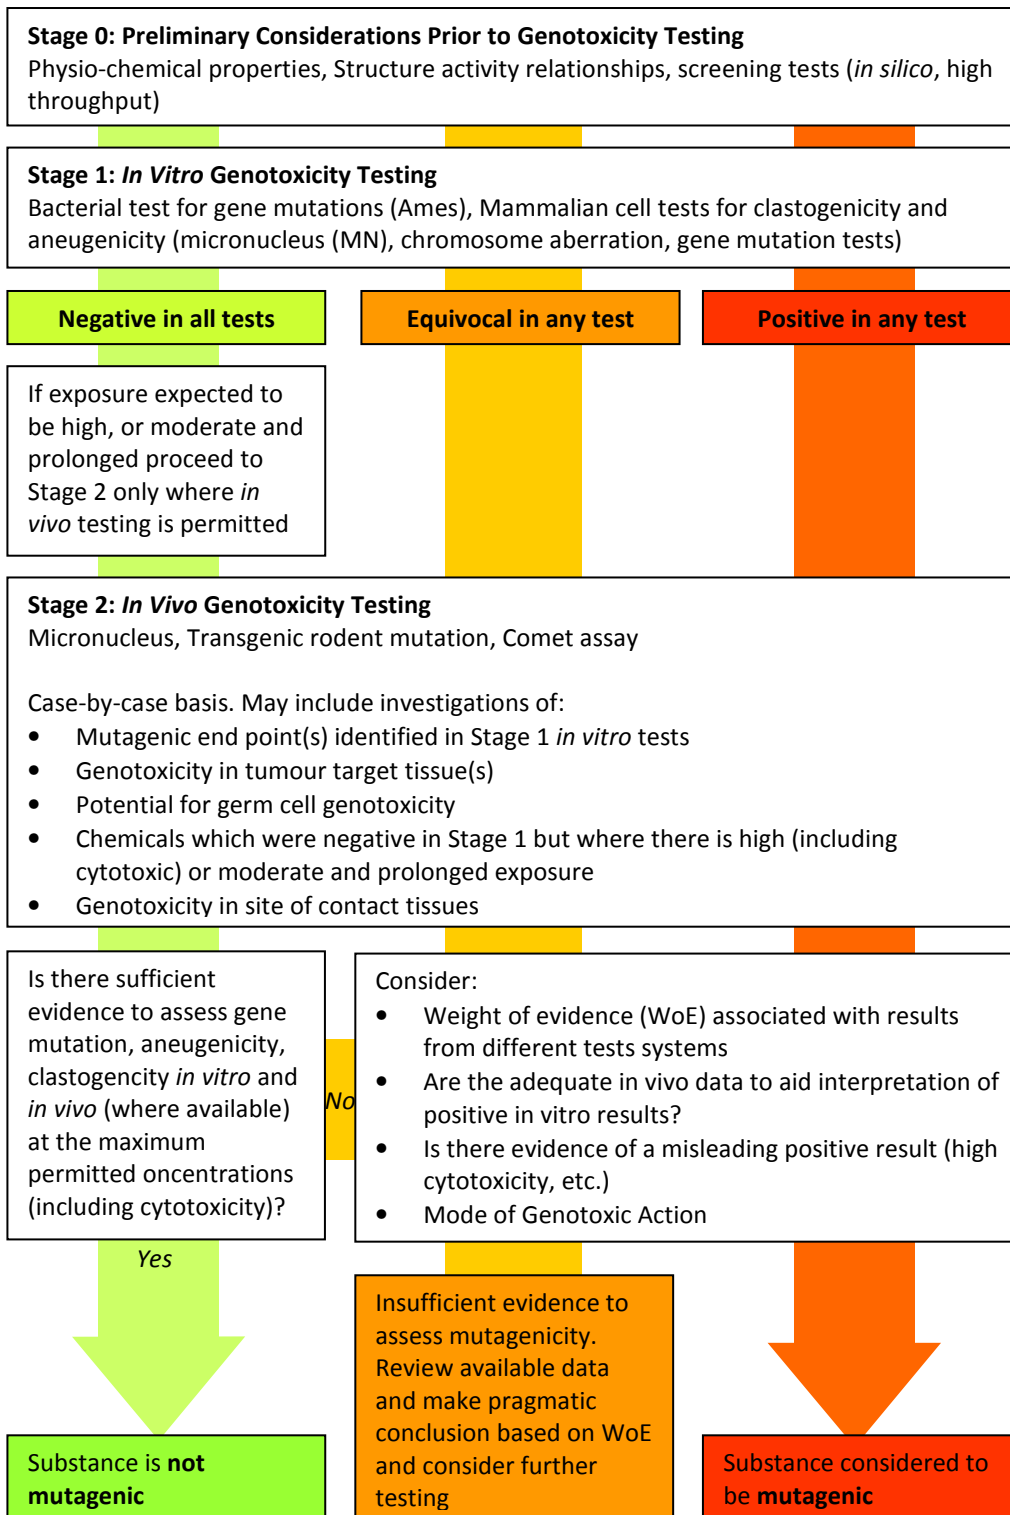 Stage 0: Preliminary Considerations Prior to Genotoxicity Testing
Physio-chemical properties, Structure activity relationships, screening tests (in silico, high
throughput)
Stage 1: In Vitro Genotoxicity Testing
Bacterial test for gene mutations (Ames), Mammalian cell tests for clastogenicity and
aneugenicity (micronucleus (MN), chromosome aberration, gene mutation tests)
Negative in all tests
Equivocal in any test
Positive in any test
If exposure expected to
be high, or moderate and
prolonged proceed to
Stage 2 only where in
vivo testing is permitted
Stage 2: In Vivo Genotoxicity Testing
Micronucleus, Transgenic rodent mutation, Comet assay
Case-by-case basis. May include investigations of:
• Mutagenic end point(s) identified in Stage 1 in vitro tests
• Genotoxicity in tumour target tissue(s)
• Potential for germ cell genotoxicity
• Chemicals which were negative in Stage 1 but where there is high (including
cytotoxic) or moderate and prolonged exposure
• Genotoxicity in site of contact tissues
Is there sufficient
evidence to assess gene
mutation, aneugenicity,
clastogencity in vitro and
in vivo (where available)
at the maximum
permitted oncentrations
(including cytotoxicity)?
No
Consider:
• Weight of evidence (WoE) associated with results
from different tests systems
• Are the adequate in vivo data to aid interpretation of
positive in vitro results?
• Is there evidence of a misleading positive result (high
cytotoxicity, etc.)
• Mode of Genotoxic Action
Yes
Insufficient evidence to
assess mutagenicity.
Review available data
and make pragmatic
conclusion based on WoE
and consider further
testing
Substance is not
mutagenic
Substance considered to
be mutagenic